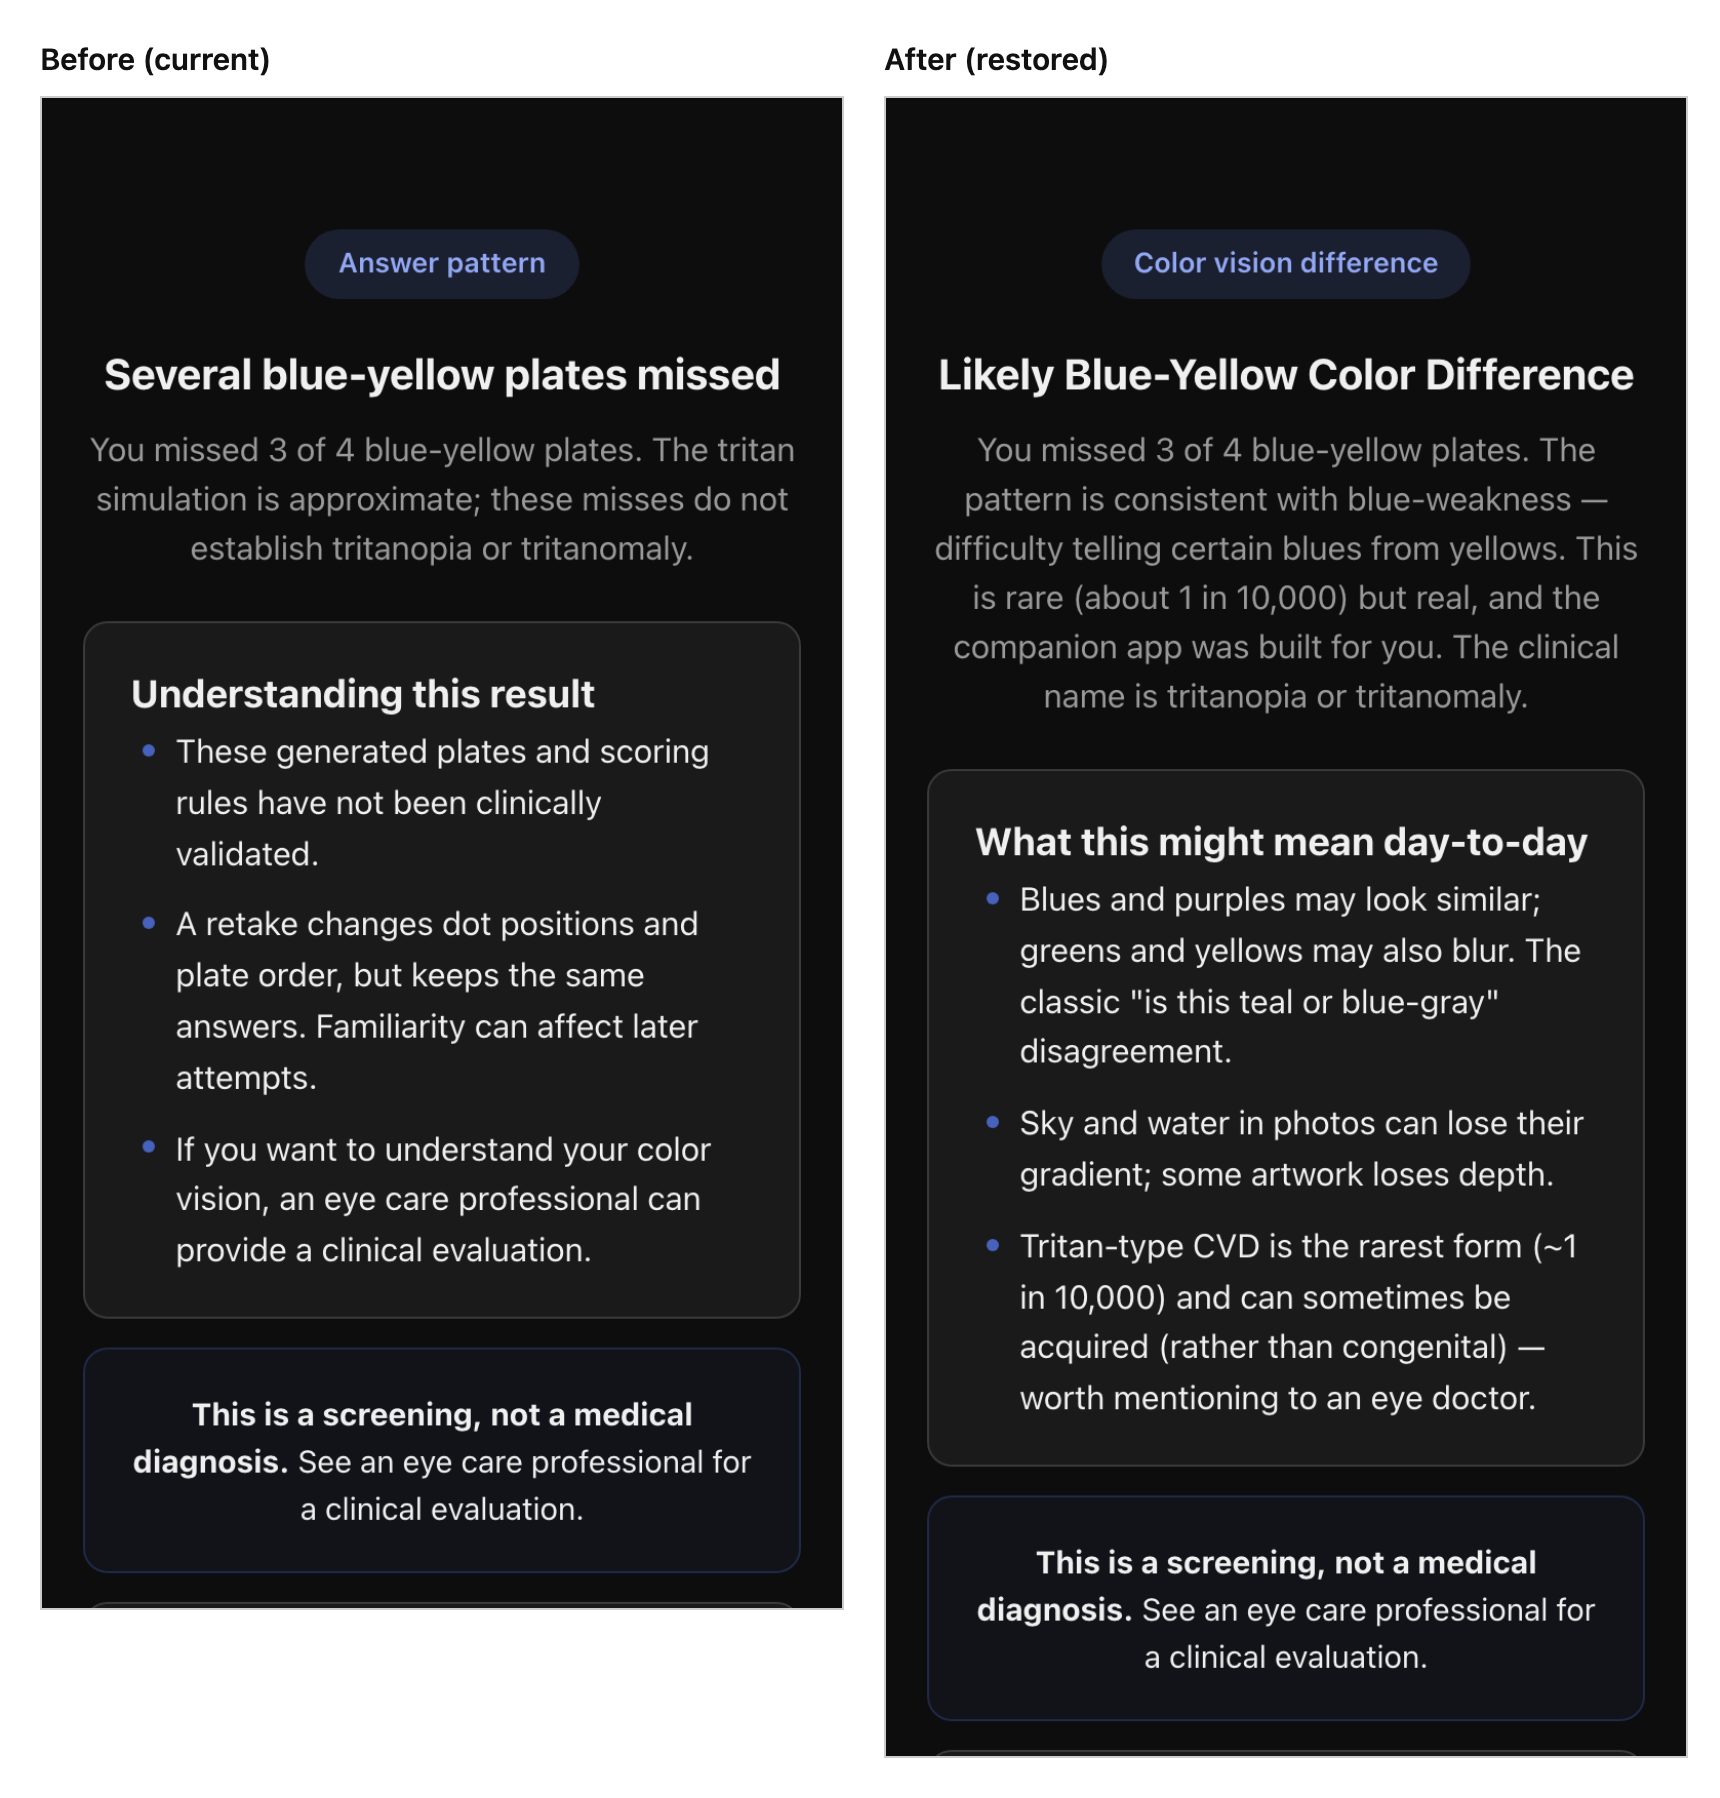 Before (current)
Answer pattern
Several blue-yellow plates missed
You missed 3 of 4 blue-yellow plates. The tritan
simulation is approximate; these misses do not
establish tritanopia or tritanomaly.
Understanding this result
These generated plates and scoring
rules have not been clinically
validated.
A retake changes dot positions and
plate order, but keeps the same
answers. Familiarity can affect later
attempts.
If you want to understand your color
vision, an eye care professional can
provide a clinical evaluation.
This is a screening, not a medical
diagnosis. See an eye care professional for
a clinical evaluation.
After (restored)
Color vision difference
Likely Blue-Yellow Color Difference
You missed 3 of 4 blue-yellow plates. The
pattern is consistent with blue-weakness —
difficulty telling certain blues from yellows. This
is rare (about 1 in 10,000) but real, and the
companion app was built for you. The clinical
name is tritanopia or tritanomaly.
What this might mean day-to-day
Blues and purples may look similar;
greens and yellows may also blur. The
classic "is this teal or blue-gray"
disagreement.
Sky and water in photos can lose their
gradient; some artwork loses depth.
Tritan-type CVD is the rarest form (~1
in 10,000) and can sometimes be
acquired (rather than congenital) —
worth mentioning to an eye doctor.
This is a screening, not a medical
diagnosis. See an eye care professional for
a clinical evaluation.